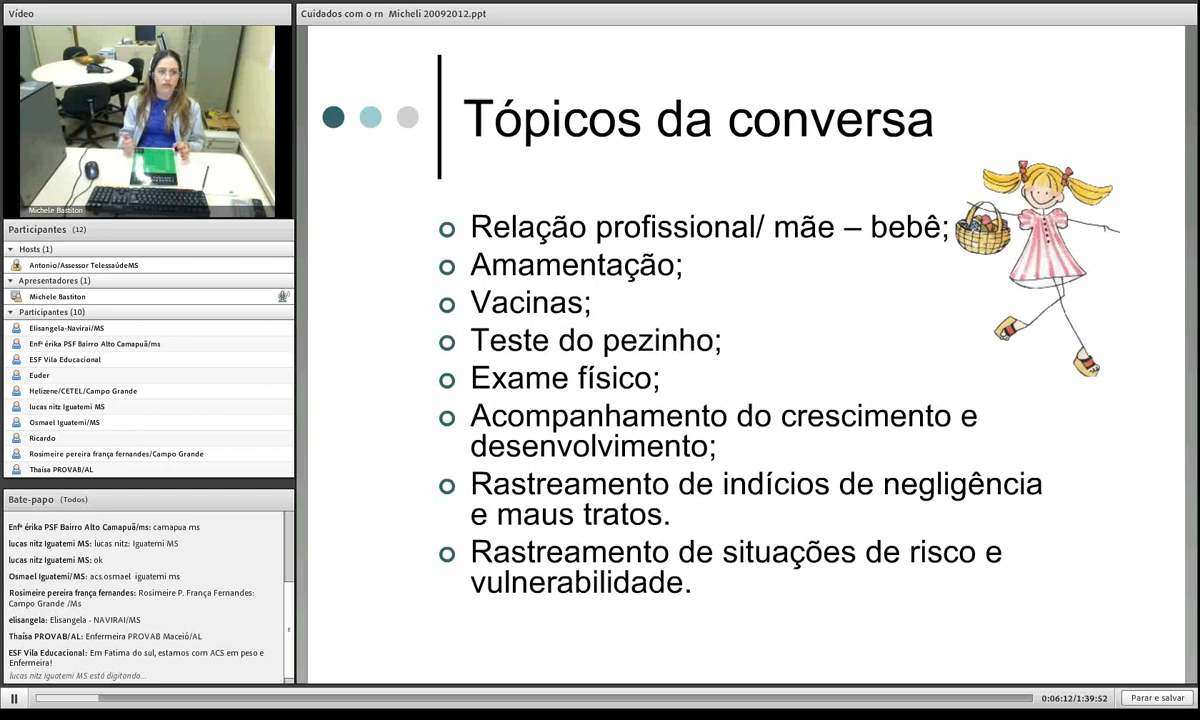 Vídeo
Michele Bastiton
Participantes (12)
Hosts (1)
Antonio/Assessor TelessaúdeMS
Apresentadores (1)
Michele Bastiton
Participantes (10)
Elisangela-Navirai/MS
Enfª érika PSF Bairro Alto Camapuã/ms
ESF Vila Educacional
Euder
Helizene/CETEL/Campo Grande
lucas nitz Iguatemi MS
Osmael Iguatemi/MS
Ricardo
Rosimeire pereira frança fernandes/Campo Grande
Thaísa PROVAB/AL
Bate-papo (Todos)
Enfª érika PSF Bairro Alto Camapuã/ms: camapua ms
lucas nitz Iguatemi MS: lucas nitz: Iguatemi MS
lucas nitz Iguatemi MS: ok
Osmael Iguatemi/MS: acs.osmael iguatemi ms
Rosimeire pereira frança fernandes: Rosimeire P. França Fernandes:
Campo Grande /Ms
elisangela: Elisangela - NAVIRAI/MS
Thaísa PROVAB/AL: Enfermeira PROVAB Maceió/AL
ESF Vila Educacional: Em Fatima do sul, estamos com ACS em peso e
Enfermeira!
lucas nitz Iguatemi MS está digitando...
Cuidados com o rn Micheli 20092012.ppt
Tópicos da conversa
Relação profissional/ mãe – bebê;
Amamentação;
Vacinas;
Teste do pezinho;
Exame físico;
Acompanhamento do crescimento e
desenvolvimento;
Rastreamento de indícios de negligência
e maus tratos.
Rastreamento de situações de risco e
vulnerabilidade.
0:06:12/1:39:52
Parar e salvar